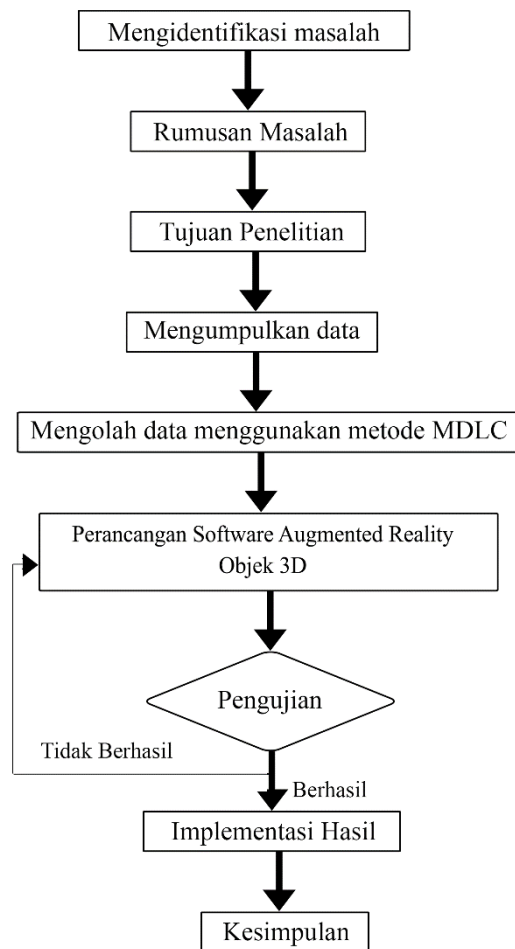 Mengidentifikasi masalah
Rumusan Masalah
Tujuan Penelitian
Mengumpulkan data
Mengolah data menggunakan metode MDLC
Perancangan Software Augmented Reality
Objek 3D
Pengujian
Tidak Berhasil
Berhasil
Implementasi Hasil
Kesimpulan